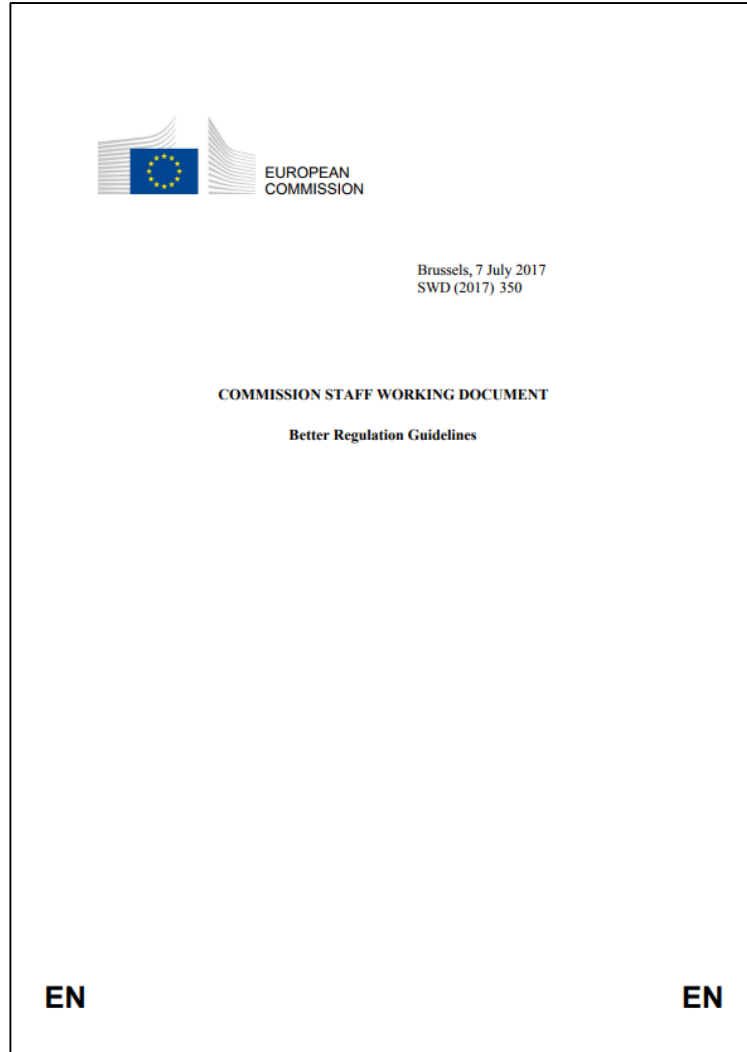 EUROPEAN
COMMISSION
Brussels, 7 July 2017
SWD (2017) 350
COMMISSION STAFF WORKING DOCUMENT
Better Regulation Guidelines
EN EN